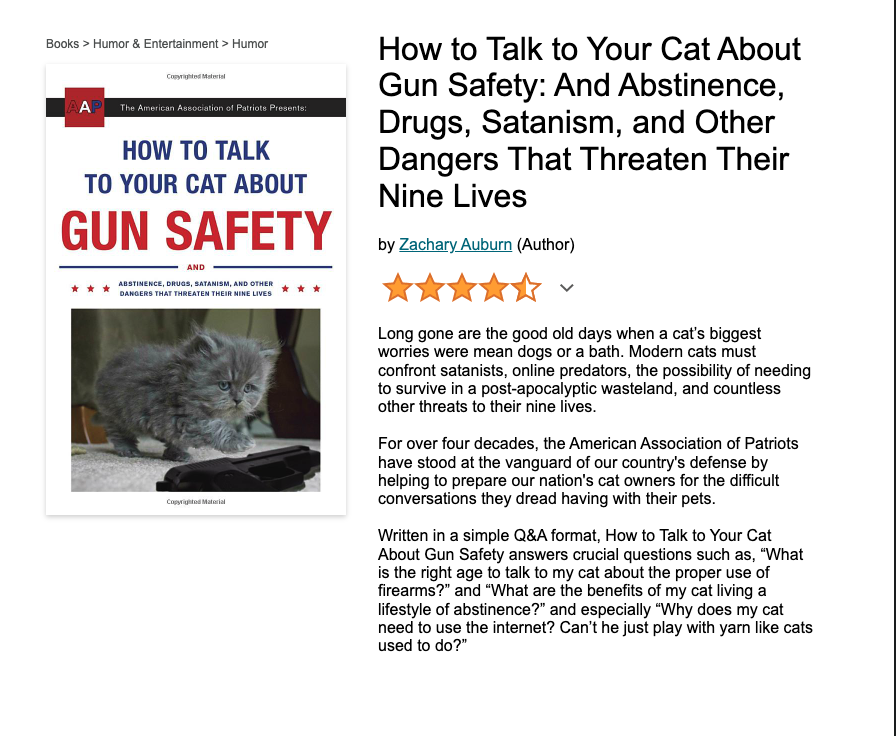 Books > Humor & Entertainment > Humor
Copyrighted Material
AAP
The American Association of Patriots Presents:
HOW TO TALK
TO YOUR CAT ABOUT
GUN SAFETY
AND
ABSTINENCE, DRUGS, SATANISM, AND OTHER
DANGERS THAT THREATEN THEIR NINE LIVES
Copyrighted Material
How to Talk to Your Cat About
Gun Safety: And Abstinence,
Drugs, Satanism, and Other
Dangers That Threaten Their
Nine Lives
by Zachary Auburn (Author)
Long gone are the good old days when a cat’s biggest
worries were mean dogs or a bath. Modern cats must
confront satanists, online predators, the possibility of needing
to survive in a post-apocalyptic wasteland, and countless
other threats to their nine lives.
For over four decades, the American Association of Patriots
have stood at the vanguard of our country's defense by
helping to prepare our nation's cat owners for the difficult
conversations they dread having with their pets.
Written in a simple Q&A format, How to Talk to Your Cat
About Gun Safety answers crucial questions such as, “What
is the right age to talk to my cat about the proper use of
firearms?” and “What are the benefits of my cat living a
lifestyle of abstinence?” and especially “Why does my cat
need to use the internet? Can’t he just play with yarn like cats
used to do?”